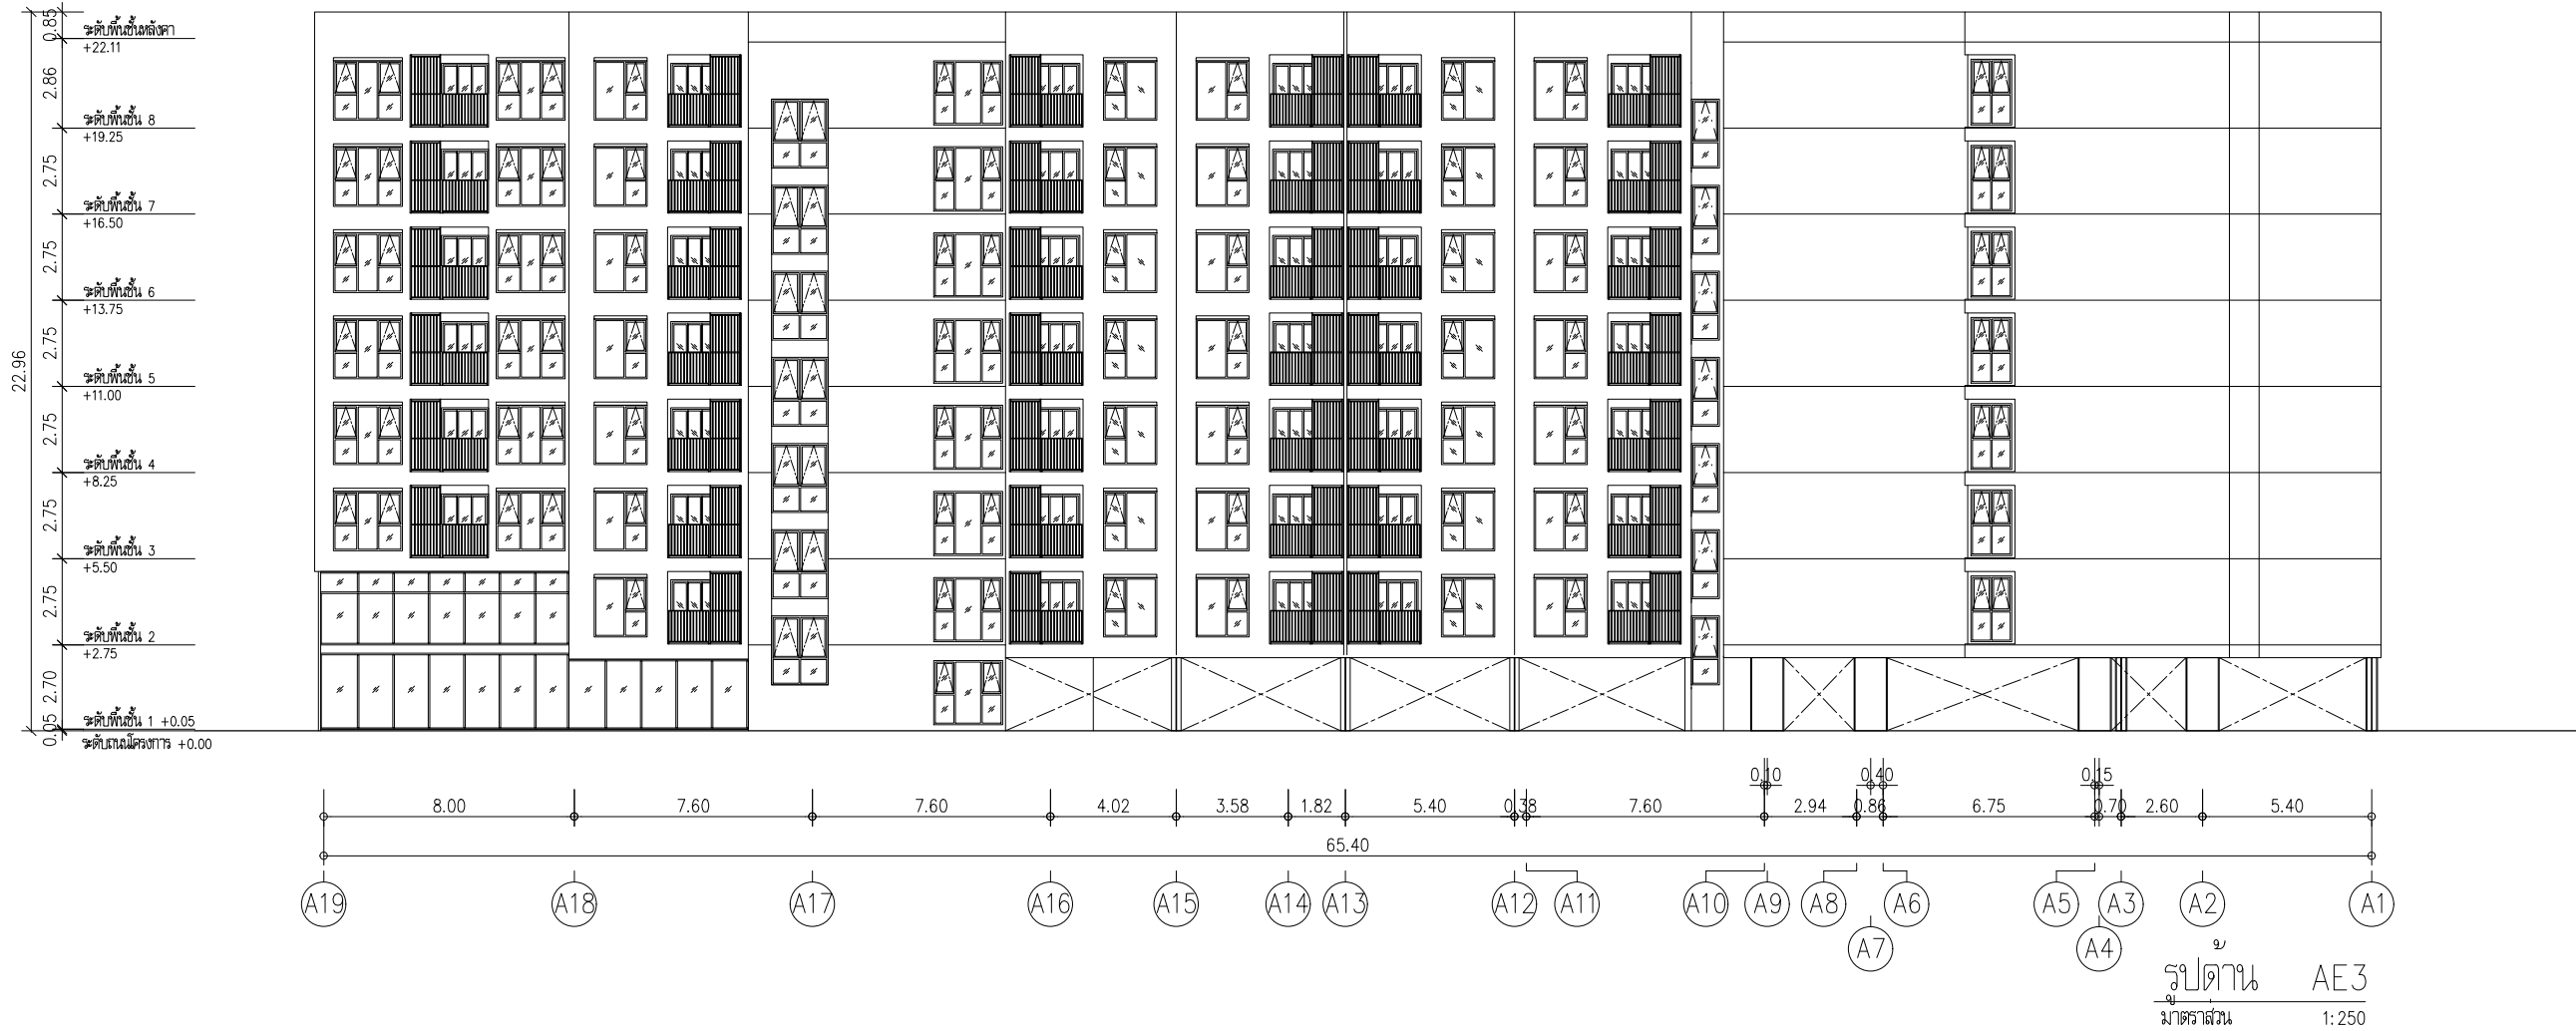 0.85
ระดับพื้นชั้นหลังคา
+22.11
2.86
ระดับพื้นชั้น 8
+19.25
2.75
ระดับพื้นชั้น 7
+16.50
2.75
ระดับพื้นชั้น 6
+13.75
2.75
22.96
ระดับพื้นชั้น 5
+11.00
2.75
ระดับพื้นชั้น 4
+8.25
2.75
ระดับพื้นชั้น 3
+5.50
2.75
ระดับพื้นชั้น 2
+2.75
2.70
ระดับพื้นชั้น 1 +0.05
0.05
ระดับถนนโครงการ +0.00
0.10 0.40 0.15
8.00 7.60 7.60 4.02 3.58 1.82 5.40 0.38 7.60 2.94 0.86 6.75 0.70 2.60 5.40
65.40
A19 A18 A17 A16 A15 A14 A13 A12 A11 A10 A9 A8 A6 A5 A3 A2 A1
A7 A4
รูปด้าน AE3
มาตราส่วน 1:250